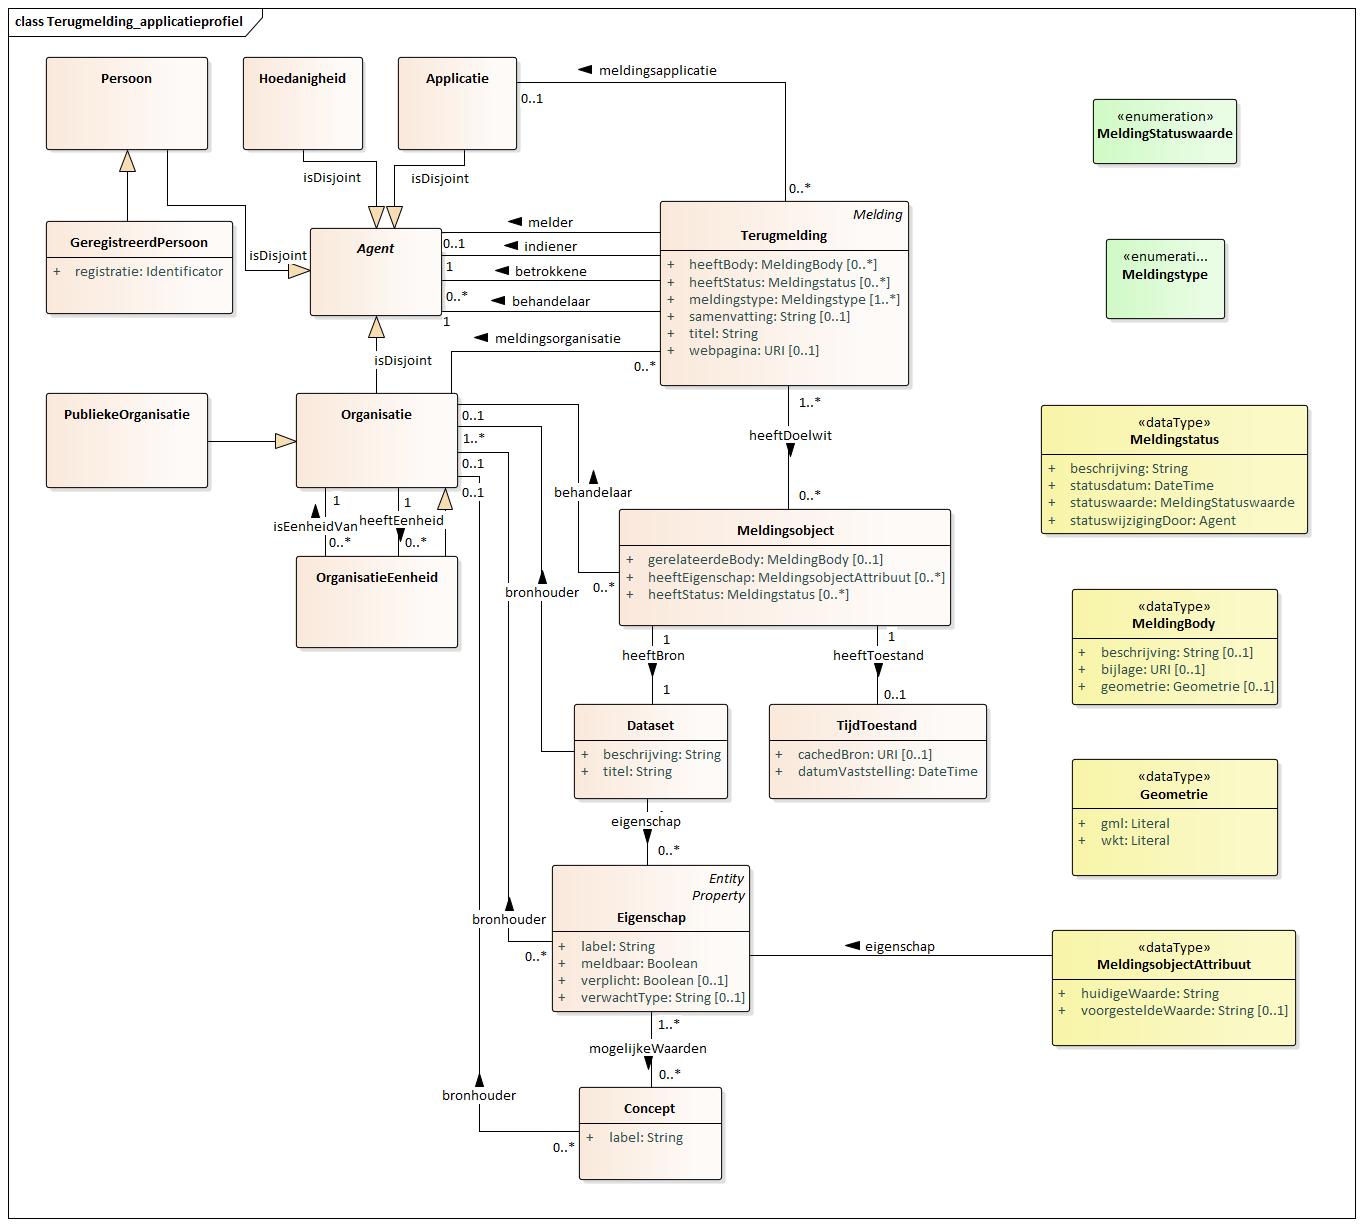 class Terugmelding_applicatieprofiel
Persoon
Hoedanigheid
Applicatie
meldingsapplicatie
0..1
0..*
«enumeration»
MeldingStatuswaarde
isDisjoint
isDisjoint
GeregistreerdPersoon
+ registratie: Identificator
isDisjoint
Agent
melder
0..1
indiener
1
betrokkene
0..*
behandelaar
1
meldingsorganisatie
0..*
Melding
Terugmelding
+ heeftBody: MeldingBody [0..*]
+ heeftStatus: Meldingstatus [0..*]
+ meldingstype: Meldingstype [1..*]
+ samenvatting: String [0..1]
+ titel: String
+ webpagina: URI [0..1]
«enumerati...
Meldingstype
isDisjoint
PubliekeOrganisatie
Organisatie
0..1
1..*
0..1
0..1
1..*
heeftDoelwit
0..*
«dataType»
Meldingstatus
+ beschrijving: String
+ statusdatum: DateTime
+ statuswaarde: MeldingStatuswaarde
+ statuswijzigingDoor: Agent
1
1
isEenheidVan
heeftEenheid
0..*
0..*
OrganisatieEenheid
behandelaar
0..*
bronhouder
Meldingsobject
+ gerelateerdeBody: MeldingBody [0..1]
+ heeftEigenschap: MeldingsobjectAttribuut [0..*]
+ heeftStatus: Meldingstatus [0..*]
1
heeftBron
1
1
heeftToestand
0..1
«dataType»
MeldingBody
+ beschrijving: String [0..1]
+ bijlage: URI [0..1]
+ geometrie: Geometrie [0..1]
Dataset
+ beschrijving: String
+ titel: String
TijdToestand
+ cachedBron: URI [0..1]
+ datumVaststelling: DateTime
«dataType»
Geometrie
+ gml: Literal
+ wkt: Literal
eigenschap
0..*
Entity
Property
Eigenschap
+ label: String
+ meldbaar: Boolean
+ verplicht: Boolean [0..1]
+ verwachtType: String [0..1]
bronhouder
0..*
eigenschap
«dataType»
MeldingsobjectAttribuut
+ huidigeWaarde: String
+ voorgesteldeWaarde: String [0..1]
1..*
mogelijkeWaarden
0..*
bronhouder
0..*
Concept
+ label: String